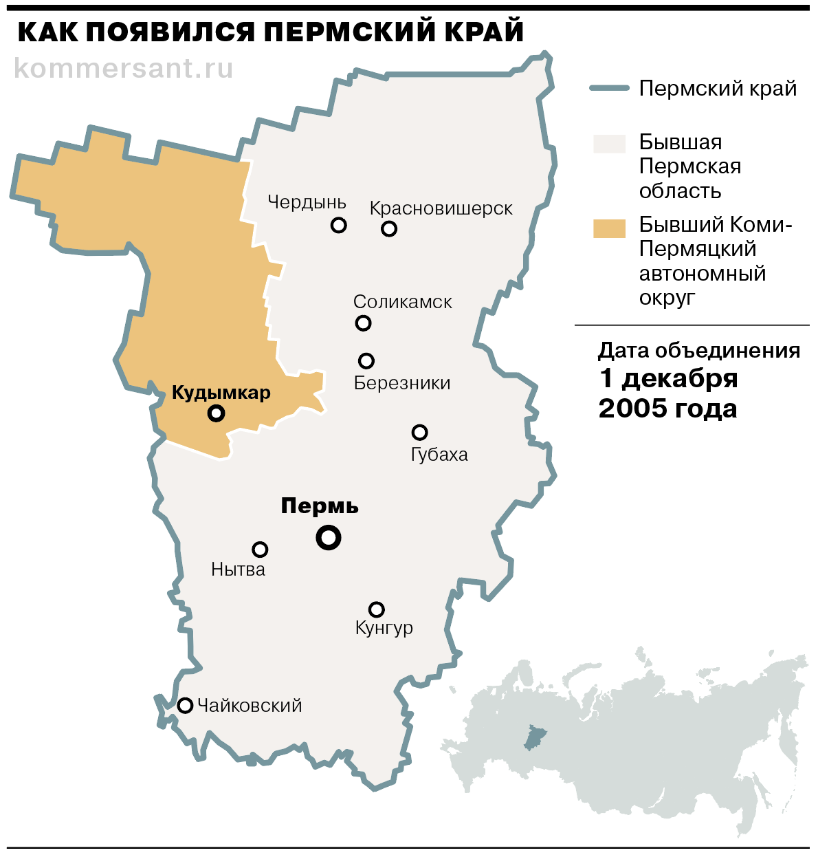 КАК ПОЯВИЛСЯ ПЕРМСКИЙ КРАЙ
kommersant.ru
Пермский край
Бывшая
Пермская
область
Бывший Коми-
Пермяцкий
автономный
округ
Дата объединения
1 декабря
2005 года
Чердынь
Красновишерск
Соликамск
Березники
Кудымкар
Губаха
Пермь
Нытва
Кунгур
Чайковский